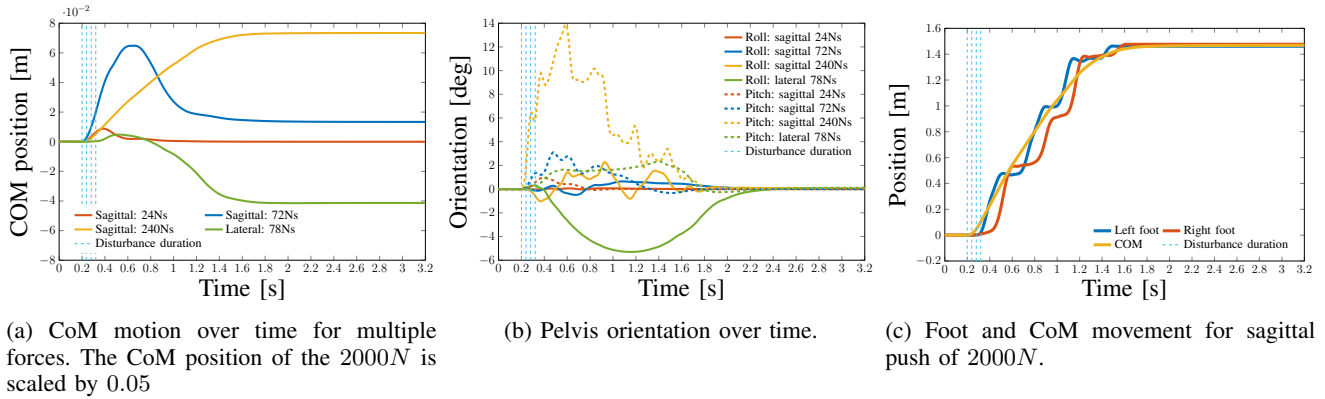 ·10⁻²
8
6
4
2
0
−2
−4
−6
−8
COM position [m]
0 0.2 0.4 0.6 0.8 1 1.2 1.4 1.6 1.8 2 2.2 2.4 2.6 2.8 3 3.2
Time [s]
Sagittal: 24Ns Sagittal: 72Ns
Sagittal: 240Ns Lateral: 78Ns
Disturbance duration
(a) CoM motion over time for multiple
forces. The CoM position of the 2000N is
scaled by 0.05
14
12
10
8
6
4
2
0
−2
−4
−6
Orientation [deg]
0 0.2 0.4 0.6 0.8 1 1.2 1.4 1.6 1.8 2 2.2 2.4 2.6 2.8 3 3.2
Time [s]
Roll: sagittal 24Ns
Roll: sagittal 72Ns
Roll: sagittal 240Ns
Roll: lateral 78Ns
Pitch: sagittal 24Ns
Pitch: sagittal 72Ns
Pitch: sagittal 240Ns
Pitch: lateral 78Ns
Disturbance duration
(b) Pelvis orientation over time.
1.6
1.4
1.2
1
0.8
0.6
0.4
0.2
0
−0.2
Position [m]
0 0.2 0.4 0.6 0.8 1 1.2 1.4 1.6 1.8 2 2.2 2.4 2.6 2.8 3 3.2
Time [s]
Left foot Right foot
COM Disturbance duration
(c) Foot and CoM movement for sagittal
push of 2000N.